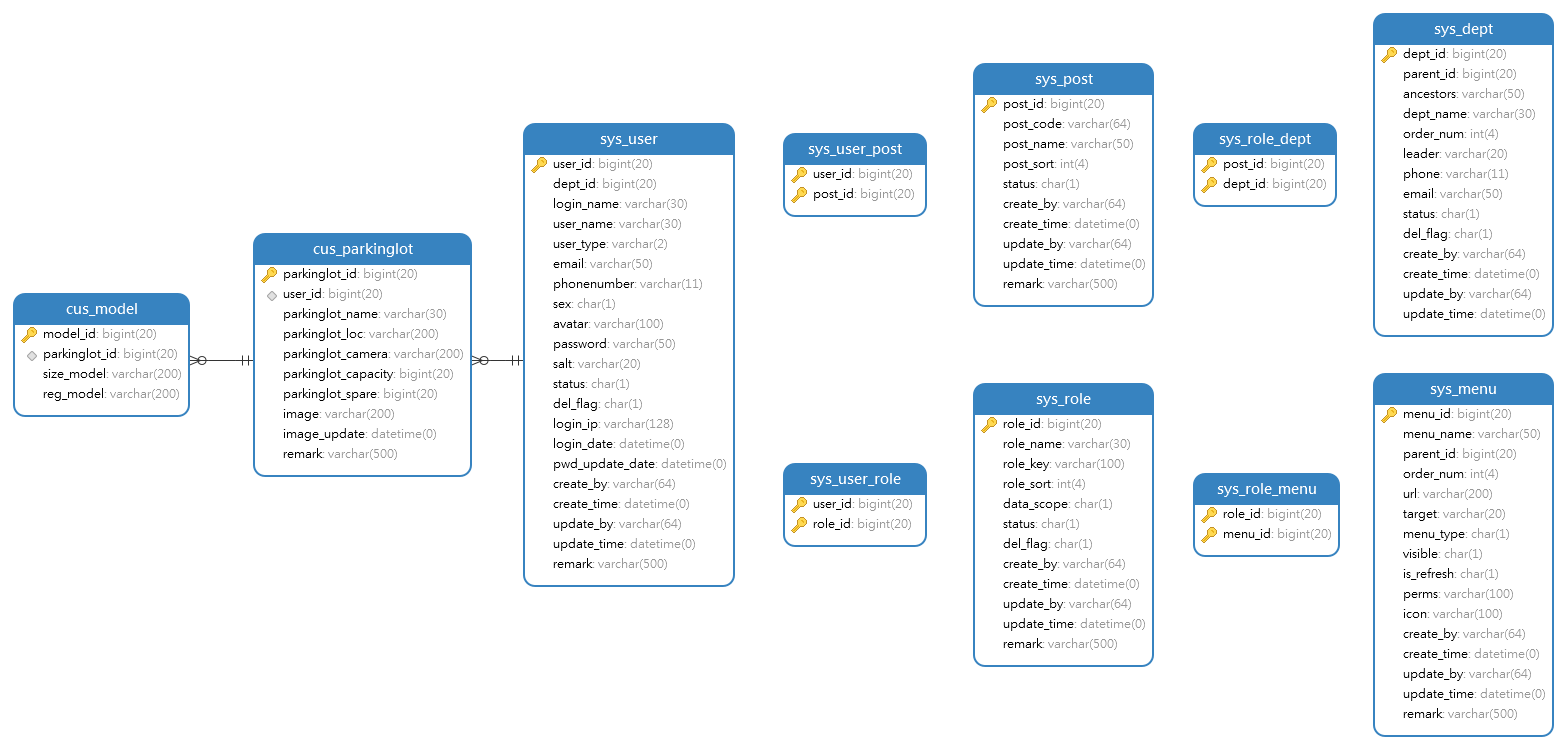 cus_model
model_id: bigint(20)
parkinglot_id: bigint(20)
size_model: varchar(200)
reg_model: varchar(200)
cus_parkinglot
parkinglot_id: bigint(20)
user_id: bigint(20)
parkinglot_name: varchar(30)
parkinglot_loc: varchar(200)
parkinglot_camera: varchar(200)
parkinglot_capacity: bigint(20)
parkinglot_spare: bigint(20)
image: varchar(200)
image_update: datetime(0)
remark: varchar(500)
sys_user
user_id: bigint(20)
dept_id: bigint(20)
login_name: varchar(30)
user_name: varchar(30)
user_type: varchar(2)
email: varchar(50)
phonenumber: varchar(11)
sex: char(1)
avatar: varchar(100)
password: varchar(50)
salt: varchar(20)
status: char(1)
del_flag: char(1)
login_ip: varchar(128)
login_date: datetime(0)
pwd_update_date: datetime(0)
create_by: varchar(64)
create_time: datetime(0)
update_by: varchar(64)
update_time: datetime(0)
remark: varchar(500)
sys_user_post
user_id: bigint(20)
post_id: bigint(20)
sys_user_role
user_id: bigint(20)
role_id: bigint(20)
sys_post
post_id: bigint(20)
post_code: varchar(64)
post_name: varchar(50)
post_sort: int(4)
status: char(1)
create_by: varchar(64)
create_time: datetime(0)
update_by: varchar(64)
update_time: datetime(0)
remark: varchar(500)
sys_role
role_id: bigint(20)
role_name: varchar(30)
role_key: varchar(100)
role_sort: int(4)
data_scope: char(1)
status: char(1)
del_flag: char(1)
create_by: varchar(64)
create_time: datetime(0)
update_by: varchar(64)
update_time: datetime(0)
remark: varchar(500)
sys_role_dept
post_id: bigint(20)
dept_id: bigint(20)
sys_role_menu
role_id: bigint(20)
menu_id: bigint(20)
sys_dept
dept_id: bigint(20)
parent_id: bigint(20)
ancestors: varchar(50)
dept_name: varchar(30)
order_num: int(4)
leader: varchar(20)
phone: varchar(11)
email: varchar(50)
status: char(1)
del_flag: char(1)
create_by: varchar(64)
create_time: datetime(0)
update_by: varchar(64)
update_time: datetime(0)
sys_menu
menu_id: bigint(20)
menu_name: varchar(50)
parent_id: bigint(20)
order_num: int(4)
url: varchar(200)
target: varchar(20)
menu_type: char(1)
visible: char(1)
is_refresh: char(1)
perms: varchar(100)
icon: varchar(100)
create_by: varchar(64)
create_time: datetime(0)
update_by: varchar(64)
update_time: datetime(0)
remark: varchar(500)